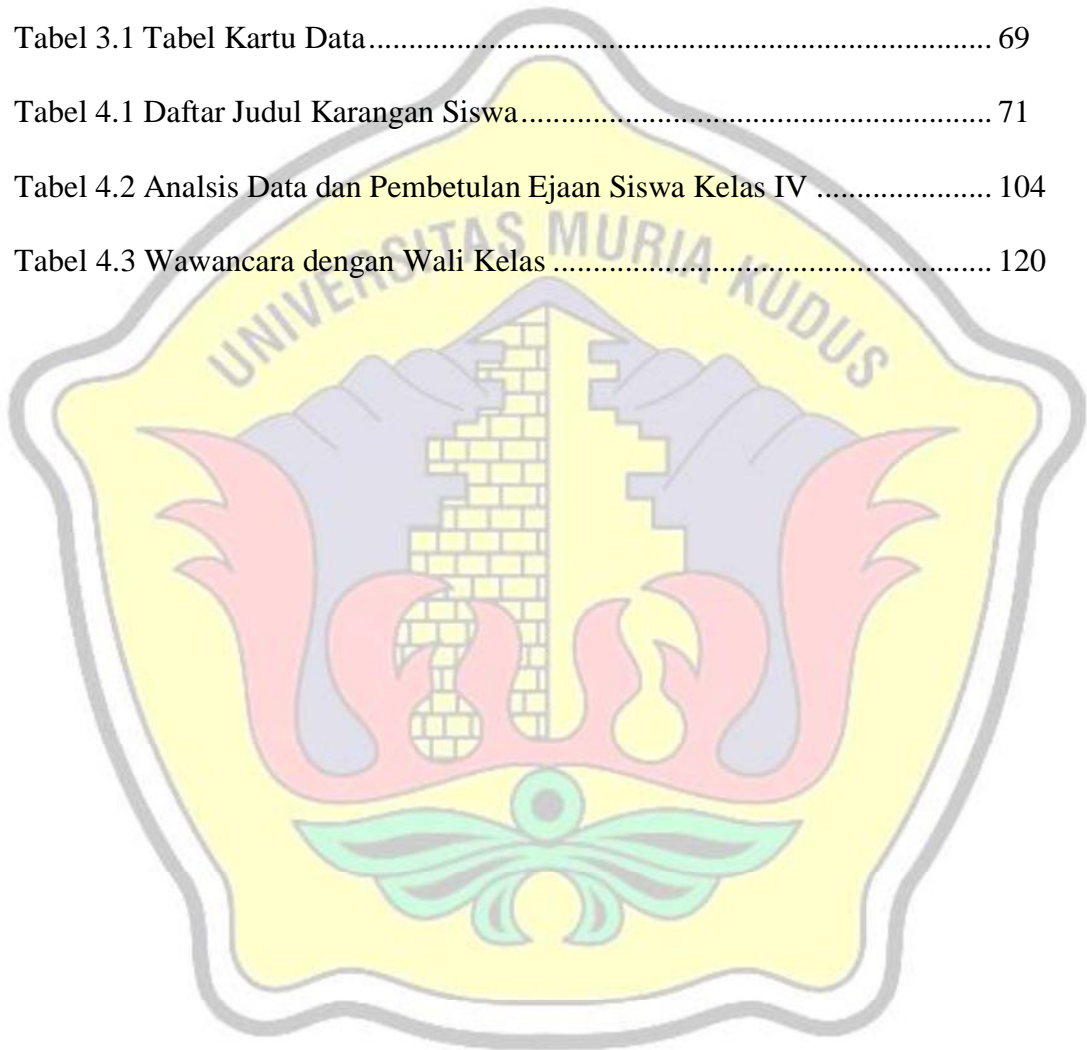 Tabel 3.1 Tabel Kartu Data............................................................................. 69
Tabel 4.1 Daftar Judul Karangan Siswa.......................................................... 71
Tabel 4.2 Analsis Data dan Pembetulan Ejaan Siswa Kelas IV ..................... 104
Tabel 4.3 Wawancara dengan Wali Kelas ...................................................... 120
UNIVERSITAS MURIA KUDUS